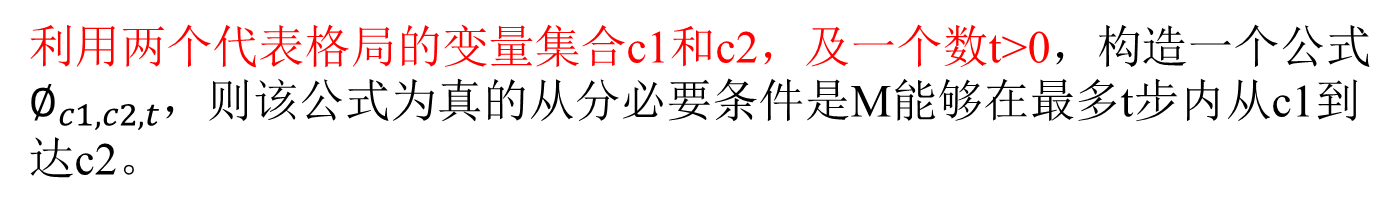 利用两个代表格局的变量集合c1和c2，及一个数t>0，构造一个公式
∅c1,c2,t，则该公式为真的从分必要条件是M能够在最多t步内从c1到
达c2。